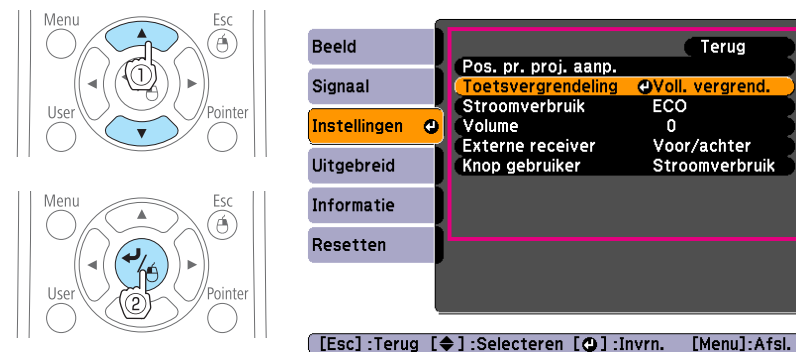 Menu Esc
①
User Pointer
Menu Esc
②
User Pointer
Beeld
Signaal
Instellingen
Uitgebreid
Informatie
Resetten
Terug
Pos. pr. proj. aanp.
Toetsvergrendeling Voll. vergrend.
Stroomverbruik ECO
Volume 0
Externe receiver Voor/achter
Knop gebruiker Stroomverbruik
[Esc] :Terug [◆] :Selecteren [⏎] :Invrn. [Menu]:Afsl.